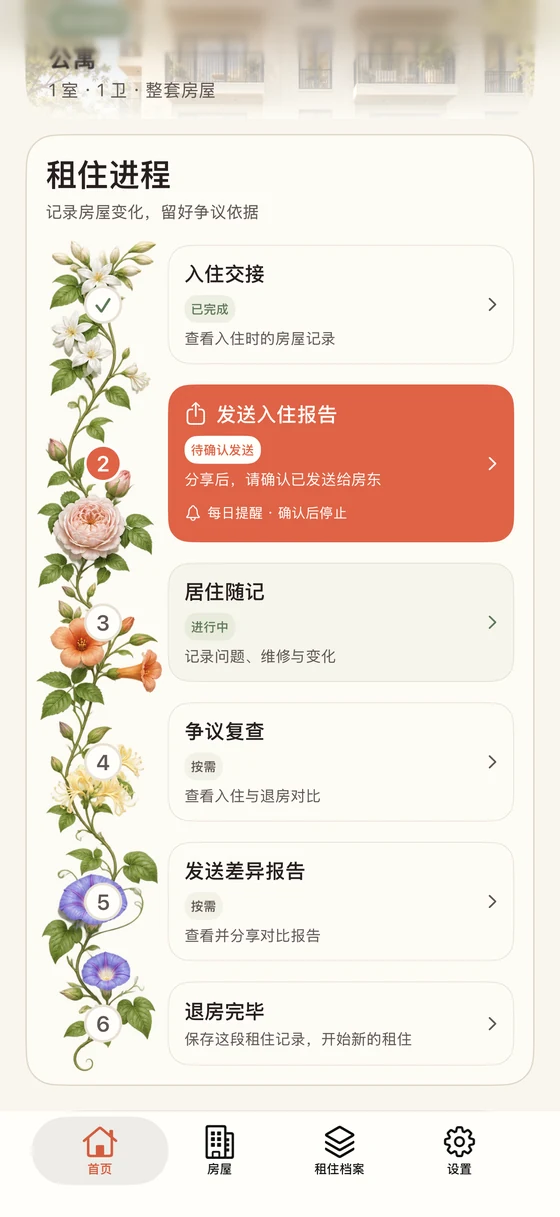 公寓
1 室 · 1 卫 · 整套房屋
租住进程
记录房屋变化，留好争议依据
入住交接
已完成
查看入住时的房屋记录
2
发送入住报告
待确认发送
分享后，请确认已发送给房东
每日提醒 · 确认后停止
3
居住随记
进行中
记录问题、维修与变化
4
争议复查
按需
查看入住与退房对比
5
发送差异报告
按需
查看并分享对比报告
6
退房完毕
保存这段租住记录，开始新的租住
首页
房屋
租住档案
设置